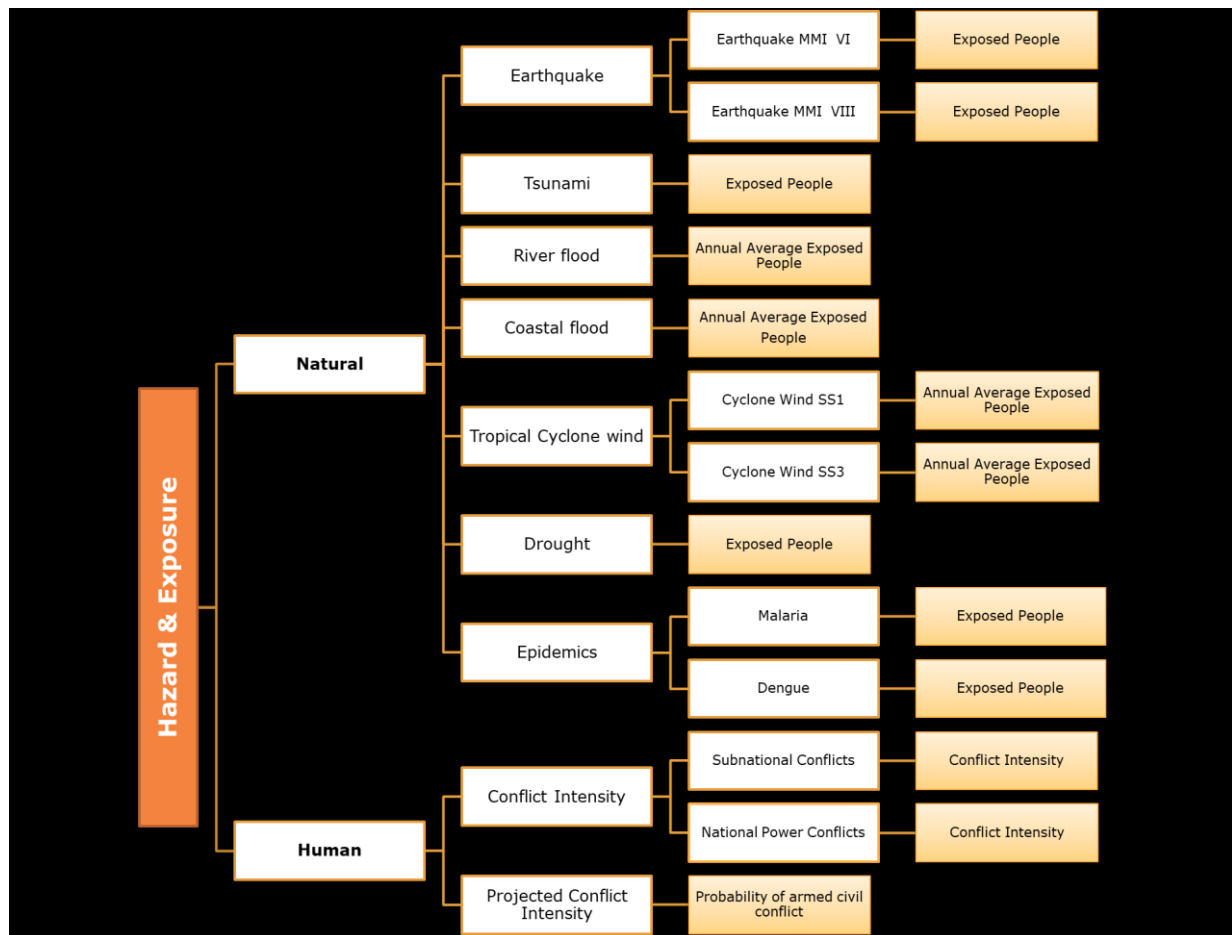 Hazard & Exposure
Natural
Earthquake
Earthquake MMI  VI
Exposed People
Earthquake MMI  VIII
Exposed People
Tsunami
Exposed People
River flood
Annual Average Exposed
People
Coastal flood
Annual Average Exposed
People
Tropical Cyclone wind
Cyclone Wind SS1
Annual Average Exposed
People
Cyclone Wind SS3
Annual Average Exposed
People
Drought
Exposed People
Epidemics
Malaria
Exposed People
Dengue
Exposed People
Human
Conflict Intensity
Subnational Conflicts
Conflict Intensity
National Power Conflicts
Conflict Intensity
Projected Conflict
Intensity
Probability of armed civil
conflict